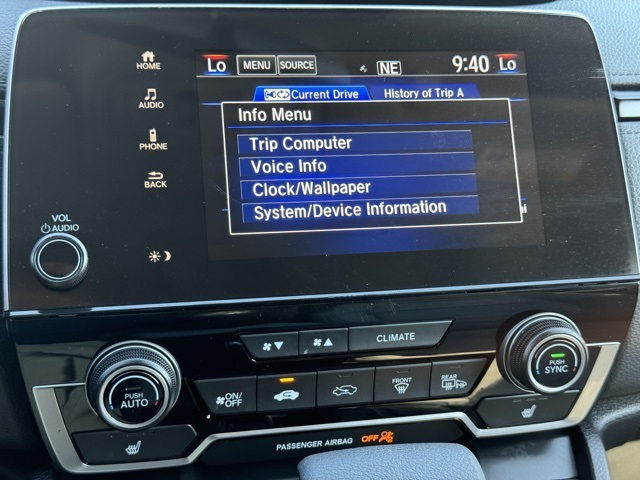 HOME
Lo MENU SOURCE NE 9:40 Lo
Current Drive History of Trip A
AUDIO
Info Menu
Trip Computer
PHONE
Voice Info
Clock/Wallpaper
BACK
System/Device Information
mi
VOL
AUDIO
CLIMATE
PUSH
AUTO
ON/
OFF
FRONT
REAR
PUSH
SYNC
PASSENGER AIRBAG OFF